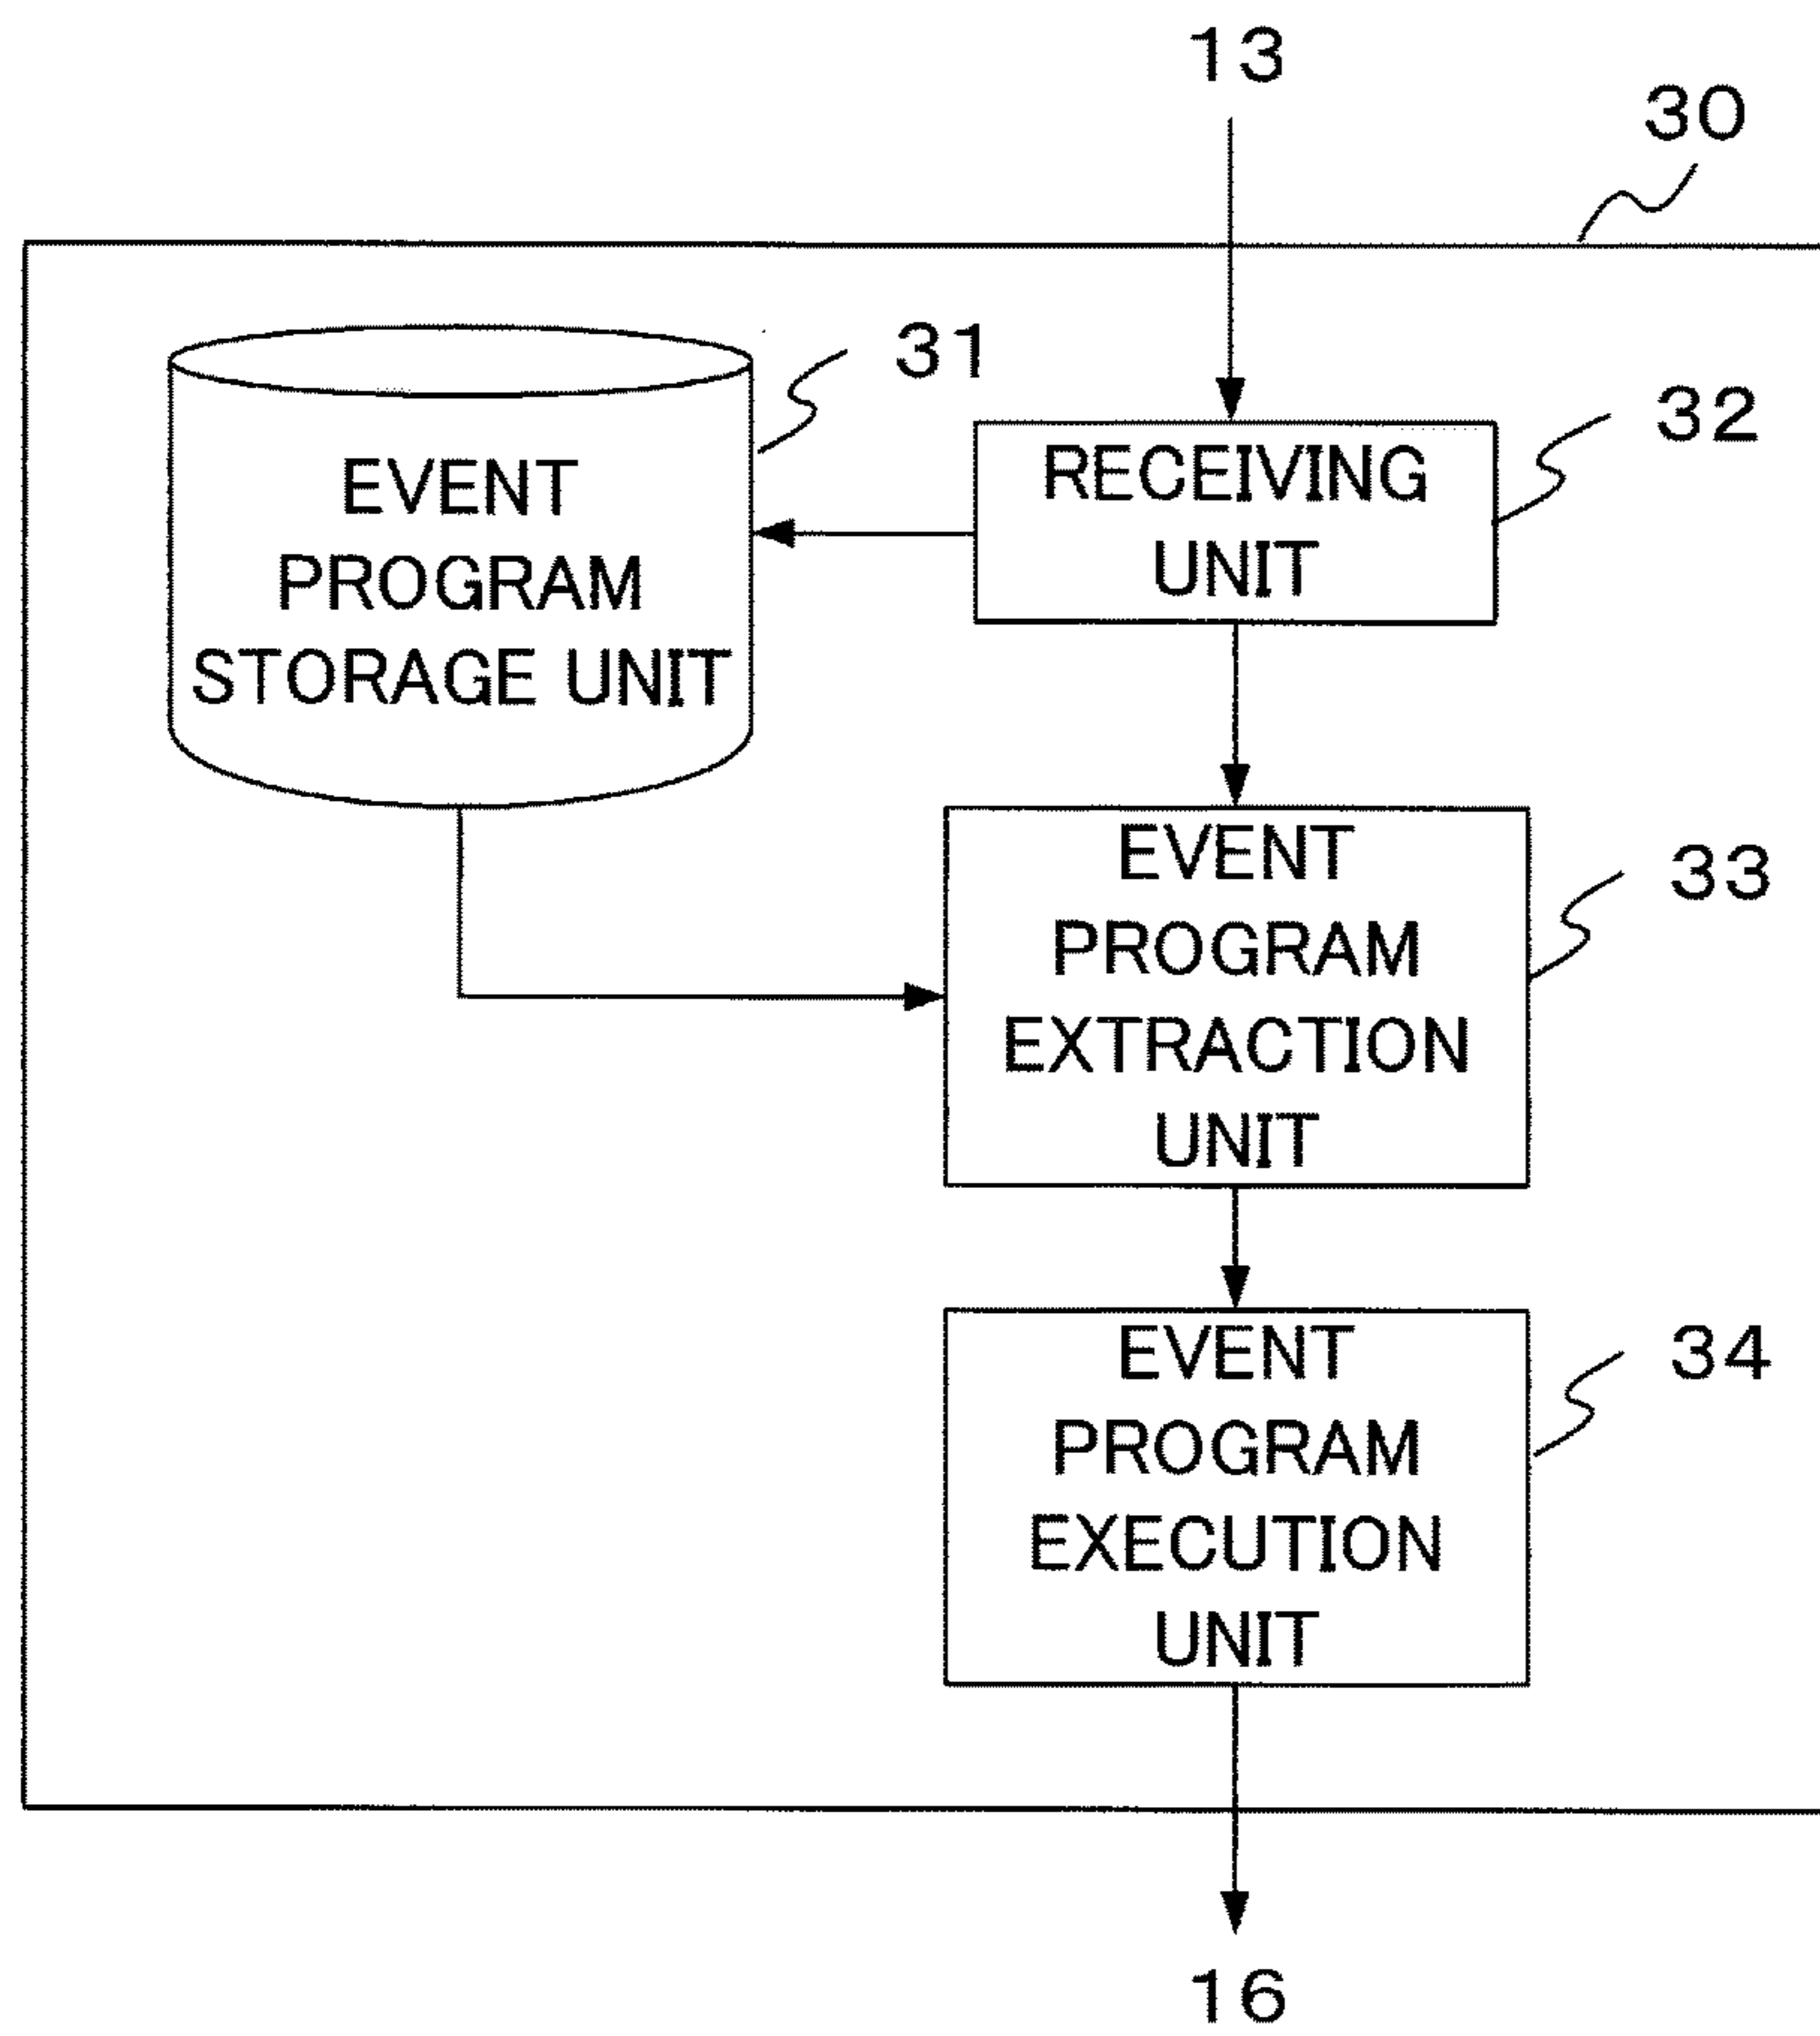 13
30
31
32
RECEIVING
UNIT
EVENT
PROGRAM
STORAGE UNIT
33
EVENT
PROGRAM
EXTRACTION
UNIT
34
EVENT
PROGRAM
EXECUTION
UNIT
16